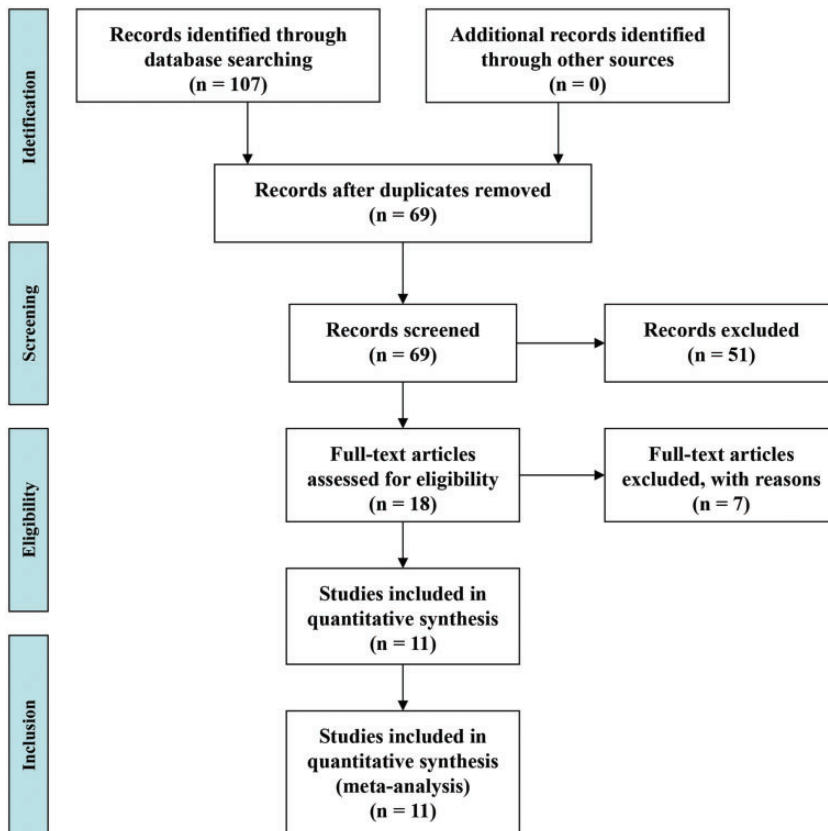 Idetification
Records identified through
database searching
(n = 107)
Additional records identified
through other sources
(n = 0)
Records after duplicates removed
(n = 69)
Screening
Records screened
(n = 69)
Records excluded
(n = 51)
Eligibility
Full-text articles
assessed for eligibility
(n = 18)
Full-text articles
excluded, with reasons
(n = 7)
Studies included in
quantitative synthesis
(n = 11)
Inclusion
Studies included in
quantitative synthesis
(meta-analysis)
(n = 11)